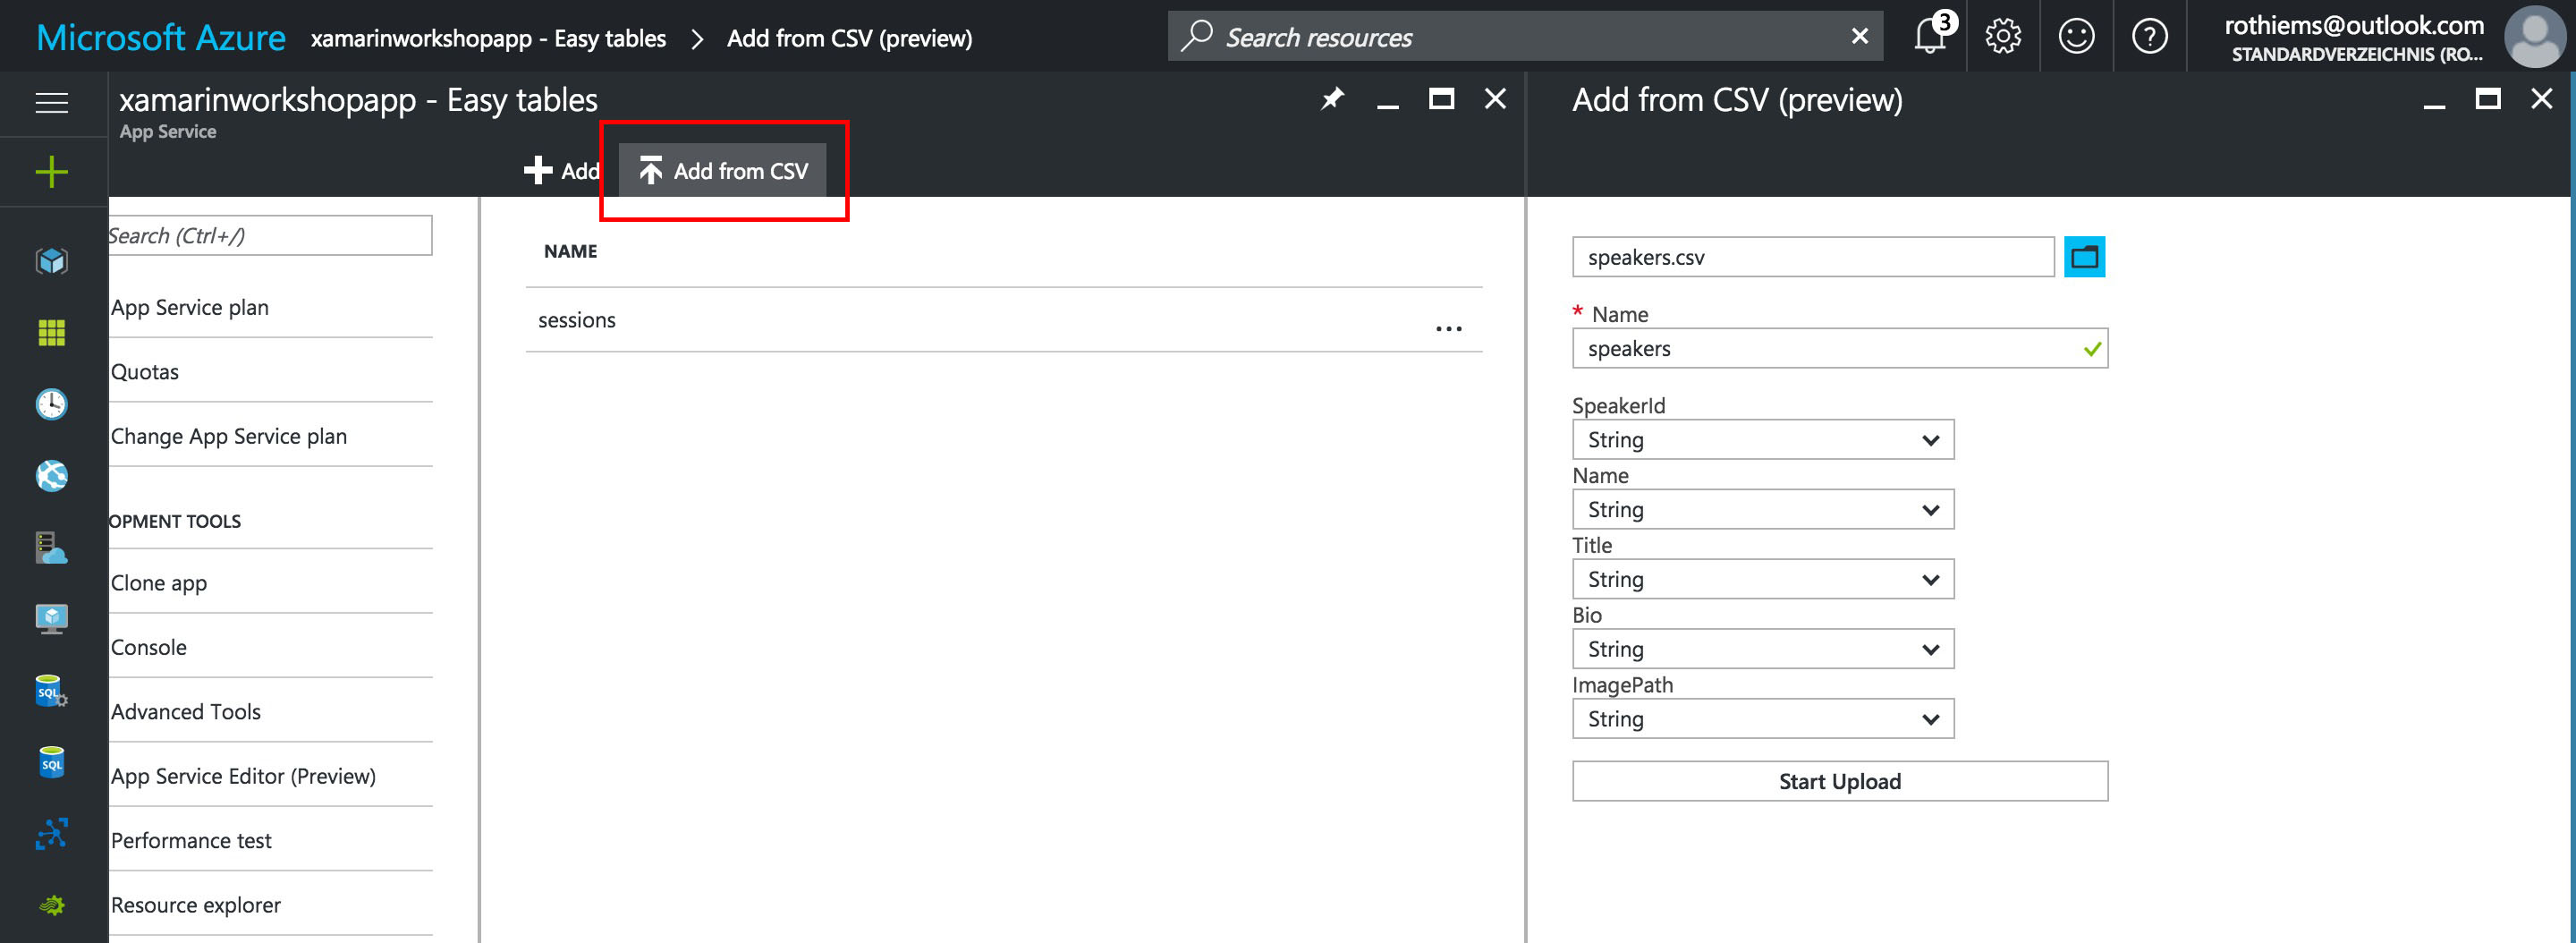 Microsoft Azure xamarinworkshopapp - Easy tables > Add from CSV (preview)
Search resources
3
rothiems@outlook.com
STANDARDVERZEICHNIS (RO...
xamarinworkshopapp - Easy tables
App Service
Add
Add from CSV
Search (Ctrl+/)
App Service plan
Quotas
Change App Service plan
OPMENT TOOLS
Clone app
Console
Advanced Tools
App Service Editor (Preview)
Performance test
Resource explorer
SQL
SQL
NAME
sessions
...
Add from CSV (preview)
speakers.csv
* Name
speakers
SpeakerId
String
Name
String
Title
String
Bio
String
ImagePath
String
Start Upload